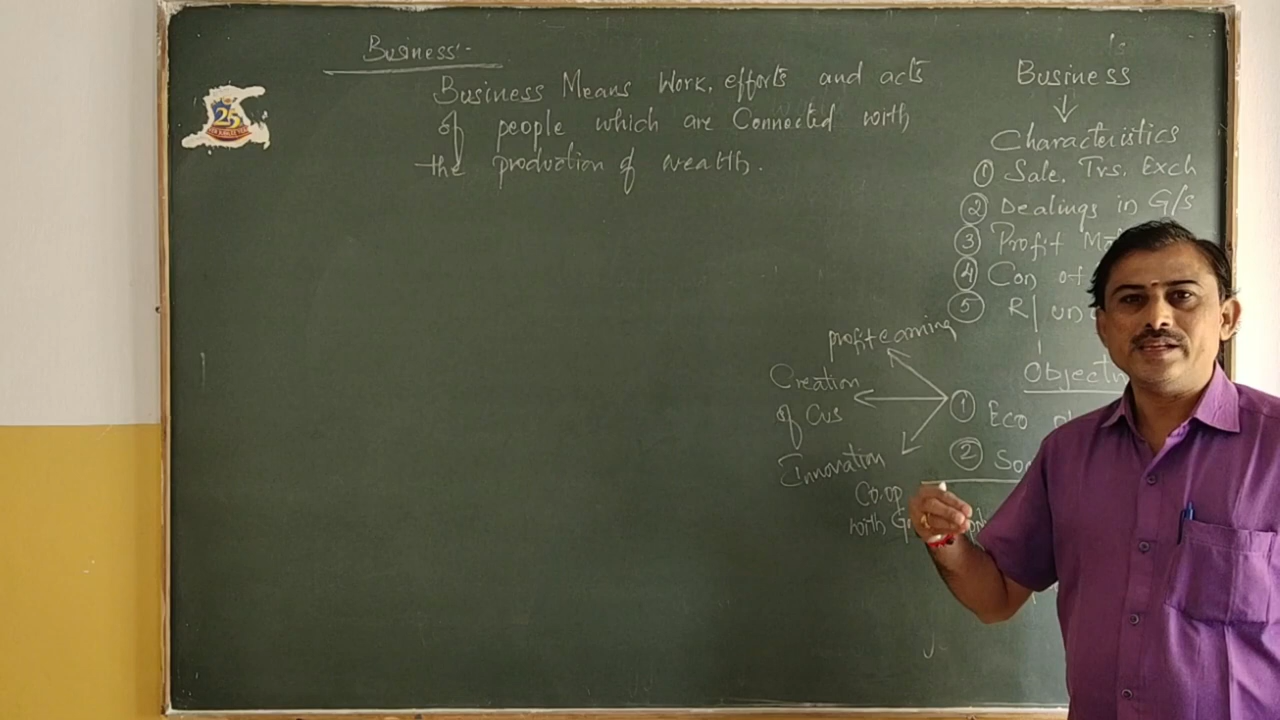 Business:-
Business Means Work, efforts and acts
of people which are Connected with
the production of wealth.
25
Business
Characteristics
① Sale. Trs. Exch
② Dealings in G/s
③ Profit
④ Con of
⑤ R/
profit earning
Creation
of Cus
Innovation
① Eco
②
Co.op
with